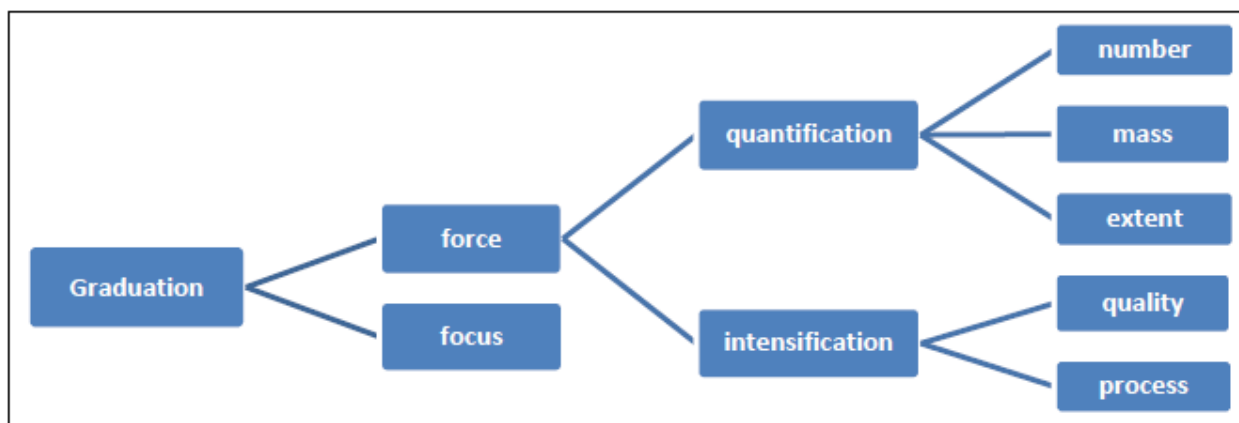 Graduation
force
focus
quantification
intensification
number
mass
extent
quality
process